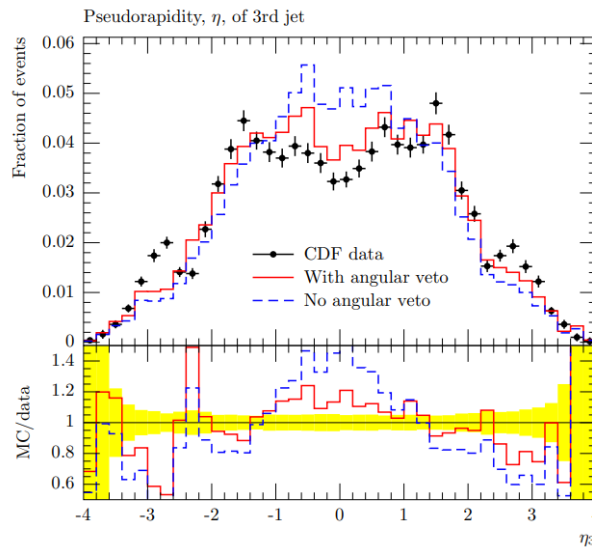 Pseudorapidity, η, of 3rd jet
Fraction of events
0.06
0.05
0.04
0.03
0.02
0.01
0
CDF data
With angular veto
No angular veto
MC/data
1.4
1.2
1
0.8
0.6
-4 -3 -2 -1 0 1 2 3
η3